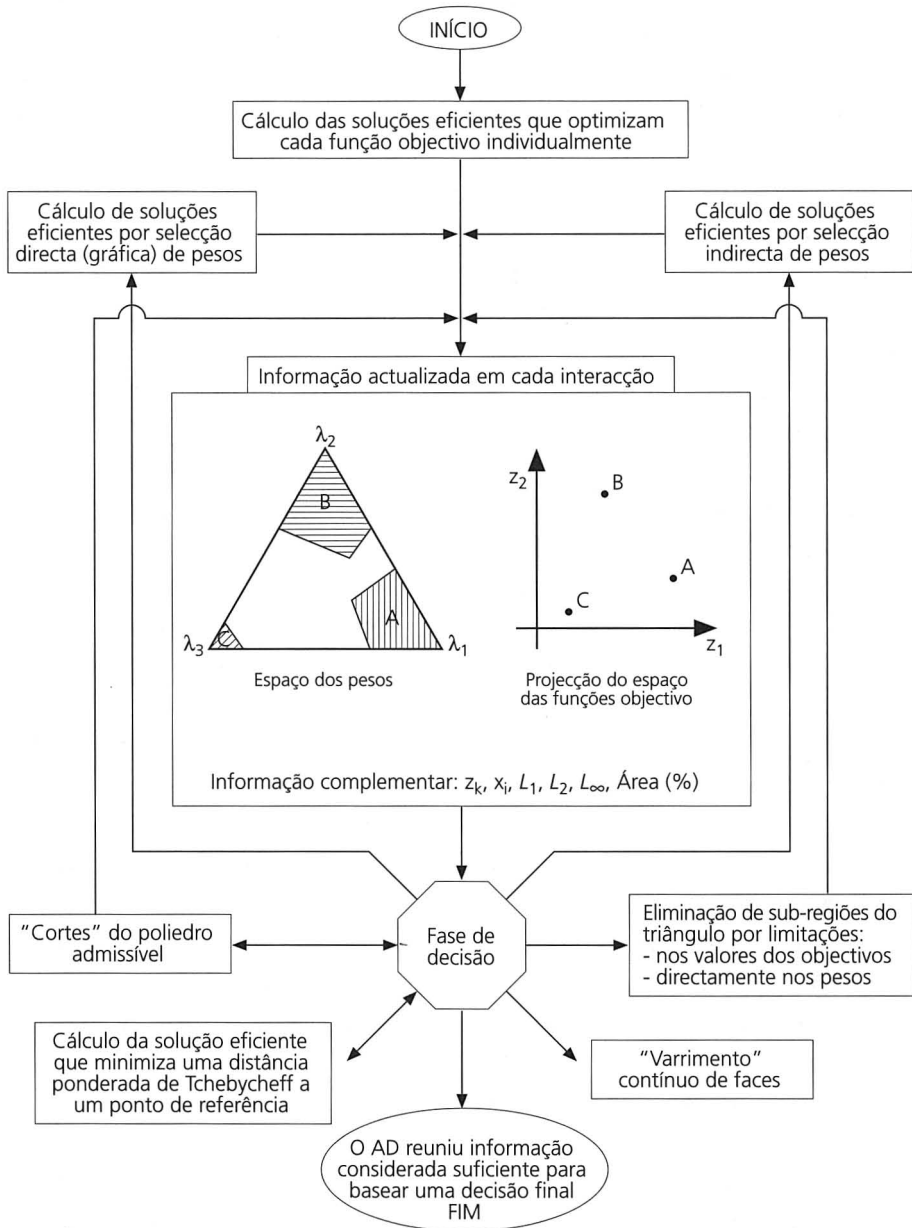 INÍCIO
Cálculo das soluções eficientes que optimizam
cada função objectivo individualmente
Cálculo de soluções
eficientes por selecção
directa (gráfica) de pesos
Cálculo de soluções
eficientes por selecção
indirecta de pesos
Informação actualizada em cada interacção
λ2
B
A
C
λ3
λ1
Espaço dos pesos
z2
B
A
C
z1
Projecção do espaço
das funções objectivo
Informação complementar: zk, xi, L1, L2, L∞, Área (%)
"Cortes" do poliedro
admissível
Fase de
decisão
Eliminação de sub-regiões do
triângulo por limitações:
- nos valores dos objectivos
- directamente nos pesos
Cálculo da solução eficiente
que minimiza uma distância
ponderada de Tchebycheff a
um ponto de referência
"Varrimento"
contínuo de faces
O AD reuniu informação
considerada suficiente para
basear uma decisão final
FIM